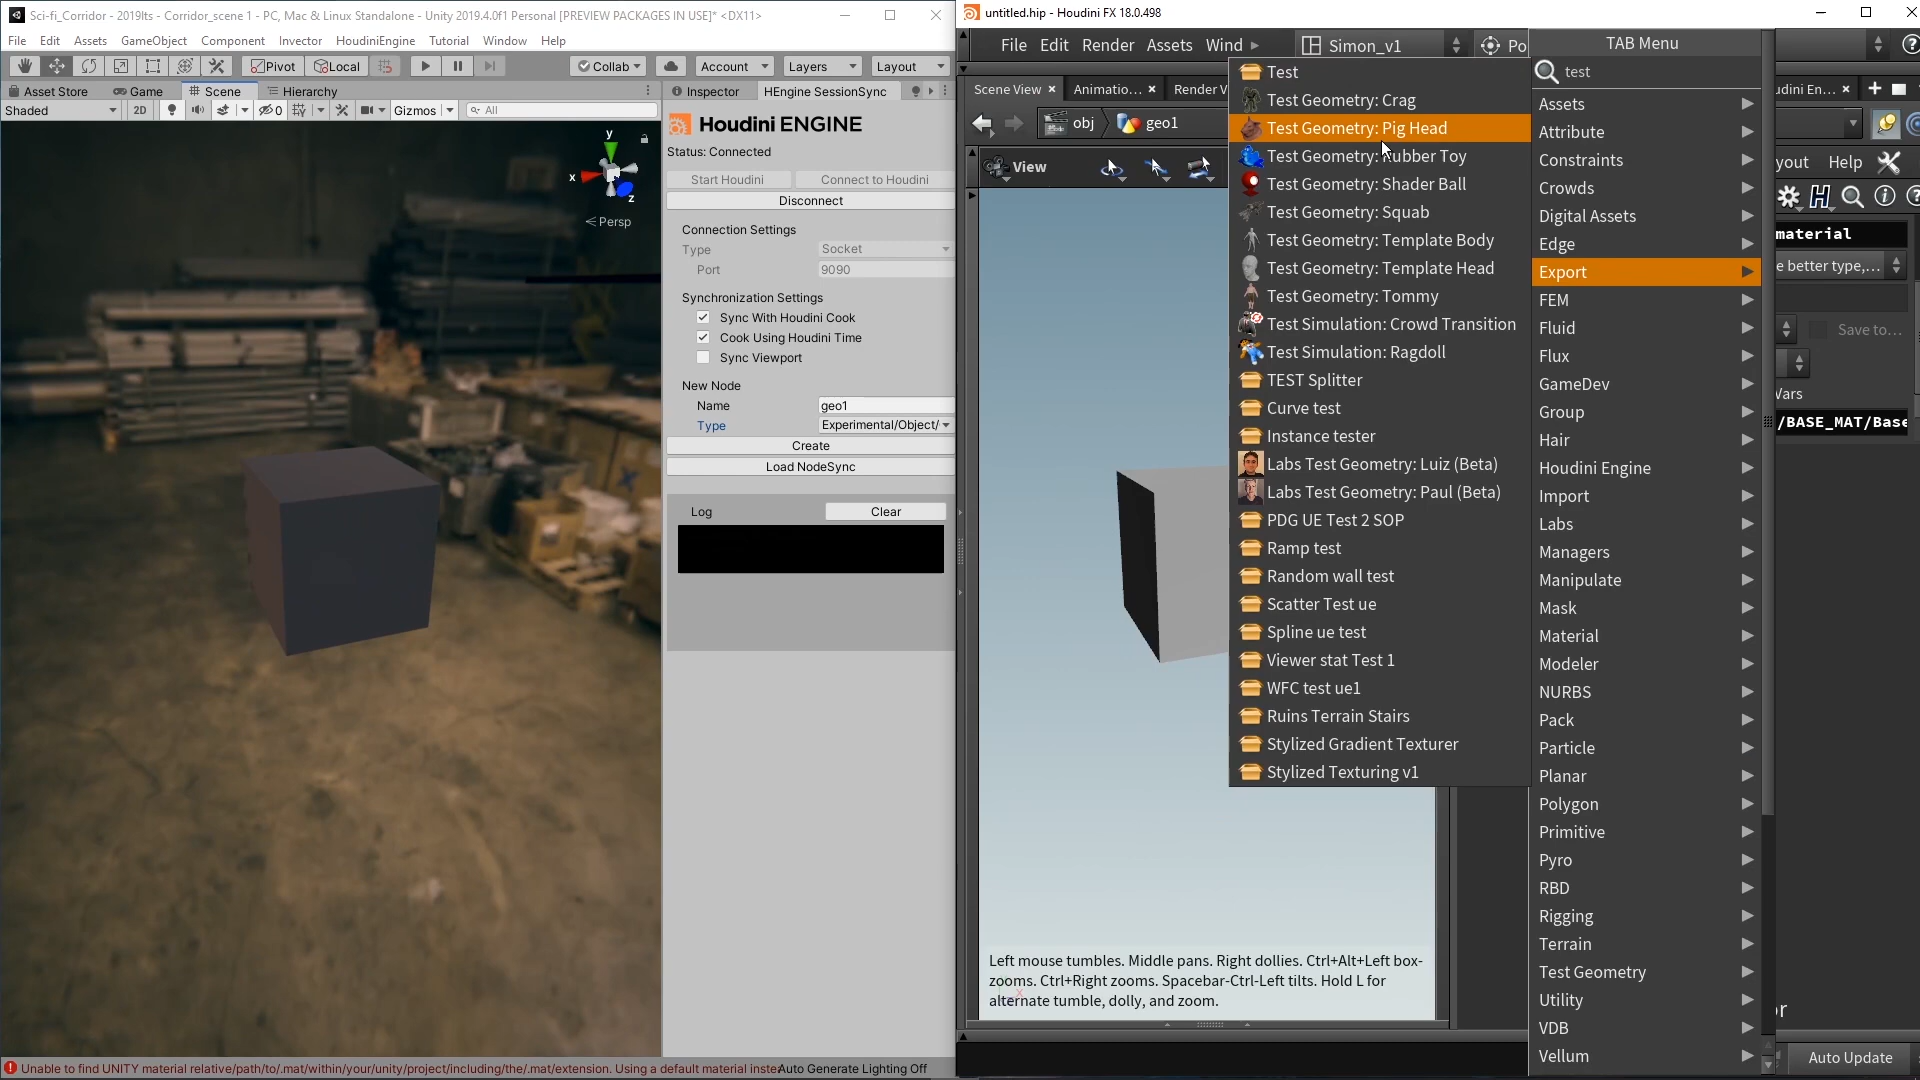 Sci-fi_Corridor - 2019lts - Corridor_scene 1 - PC, Mac & Linux Standalone - Unity 2019.4.0f1 Personal [PREVIEW PACKAGES IN USE]* <DX11>
File Edit Assets GameObject Component Invector HoudiniEngine Tutorial Window Help
Pivot Local Collab Account Layers Layout
Asset Store Game Scene Hierarchy
Shaded 2D 0 Gizmos All
y
x
z
Persp
Inspector HEngine SessionSync
Houdini ENGINE
Status: Connected
Start Houdini Connect to Houdini
Disconnect
Connection Settings
Type Socket
Port 9090
Synchronization Settings
Sync With Houdini Cook
Cook Using Houdini Time
Sync Viewport
New Node
Name geo1
Type Experimental/Object/
Create
Load NodeSync
Log Clear
Unable to find UNITY material relative/path/to/.mat/within/your/unity/project/including/the/.mat/extension. Using a default material inste
Auto Generate Lighting Off
untitled.hip - Houdini FX 18.0.498
File Edit Render Assets Wind Simon_v1 Po
Scene View Animatio... Render V
obj geo1
View
Test
Test Geometry: Crag
Test Geometry: Pig Head
Test Geometry: Rubber Toy
Test Geometry: Shader Ball
Test Geometry: Squab
Test Geometry: Template Body
Test Geometry: Template Head
Test Geometry: Tommy
Test Simulation: Crowd Transition
Test Simulation: Ragdoll
TEST Splitter
Curve test
Instance tester
Labs Test Geometry: Luiz (Beta)
Labs Test Geometry: Paul (Beta)
PDG UE Test 2 SOP
Ramp test
Random wall test
Scatter Test ue
Spline ue test
Viewer stat Test 1
WFC test ue1
Ruins Terrain Stairs
Stylized Gradient Texturer
Stylized Texturing v1
Left mouse tumbles. Middle pans. Right dollies. Ctrl+Alt+Left box-
zooms. Ctrl+Right zooms. Spacebar-Ctrl-Left tilts. Hold L for
alternate tumble, dolly, and zoom.
x
TAB Menu
test
Assets
Attribute
Constraints
Crowds
Digital Assets
Edge
Export
FEM
Fluid
Flux
GameDev
Group
Hair
Houdini Engine
Import
Labs
Managers
Manipulate
Mask
Material
Modeler
NURBS
Pack
Particle
Planar
Polygon
Primitive
Pyro
RBD
Rigging
Terrain
Test Geometry
Utility
VDB
Vellum
udini En...
yout Help
material
e better type,...
Save to...
Vars
/BASE_MAT/Base
or
Auto Update